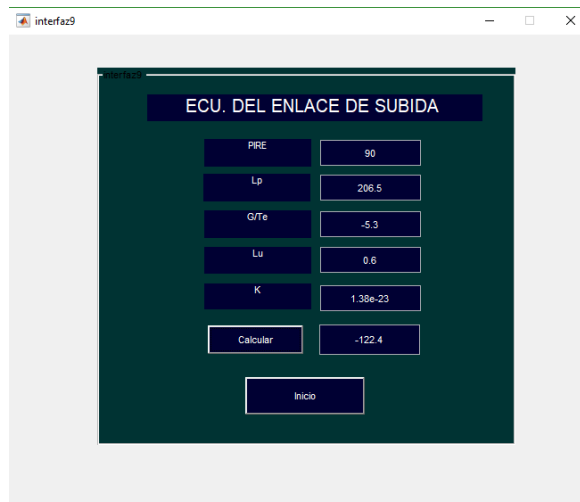 interfaz9
interfaz9
ECU. DEL ENLACE DE SUBIDA
PIRE 90
Lp 206.5
G/Te -5.3
Lu 0.6
K 1.38e-23
Calcular -122.4
Inicio